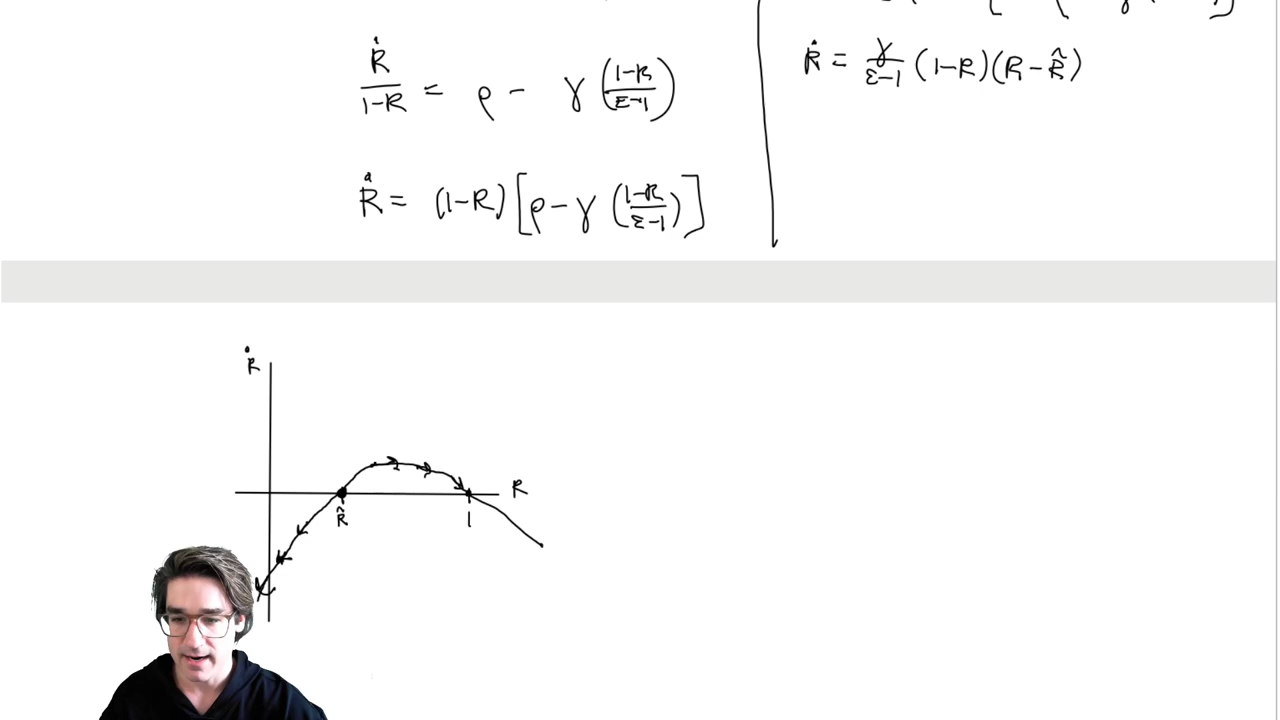 Ṙ/(1-R) = ρ - γ((1-R)/(ε-1))
Ṙ = (1-R)[ρ - γ((1-R)/(ε-1))]
Ṙ = γ/(ε-1) (1-R)(R-R̂)
Ṙ
R
R̂
1